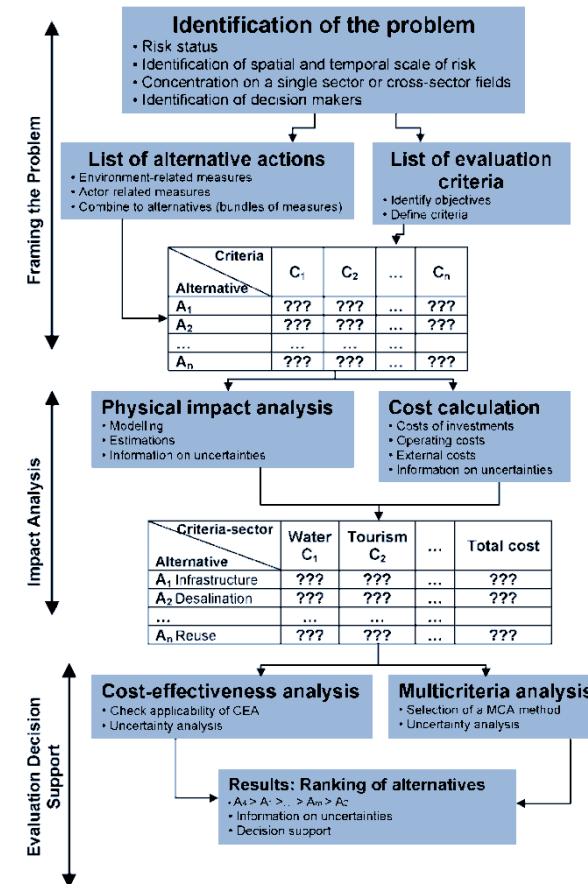 Framing the Problem
Identification of the problem
• Risk status
• Identification of spatial and temporal scale of risk
• Concentration on a single sector or cross-sector fields
• Identification of decision makers
List of alternative actions
• Environment-related measures
• Actor related measures
• Combine to alternatives (bundles of measures)
List of evaluation
criteria
• Identify objectives
• Define criteria
Criteria C1 C2 ... Cn
Alternative
A1 ??? ??? ... ???
A2 ??? ??? ... ???
... ... ...
An ??? ??? ... ???
Impact Analysis
Physical impact analysis
• Modelling
• Estimations
• Information on uncertainties
Cost calculation
• Costs of investments
• Operating costs
• External costs
• Information on uncertainties
Criteria-sector Water C1 Tourism C2 ... Total cost
Alternative
A1 Infrastructure ??? ??? ... ???
A2 Desalination ??? ??? ... ???
... ... ... ...
An Reuse ??? ??? ... ???
Evaluation Decision
Support
Cost-effectiveness analysis
• Check applicability of CEA
• Uncertainty analysis
Multicriteria analysis
• Selection of a MCA method
• Uncertainty analysis
Results: Ranking of alternatives
• Information on uncertainties
• Decision support